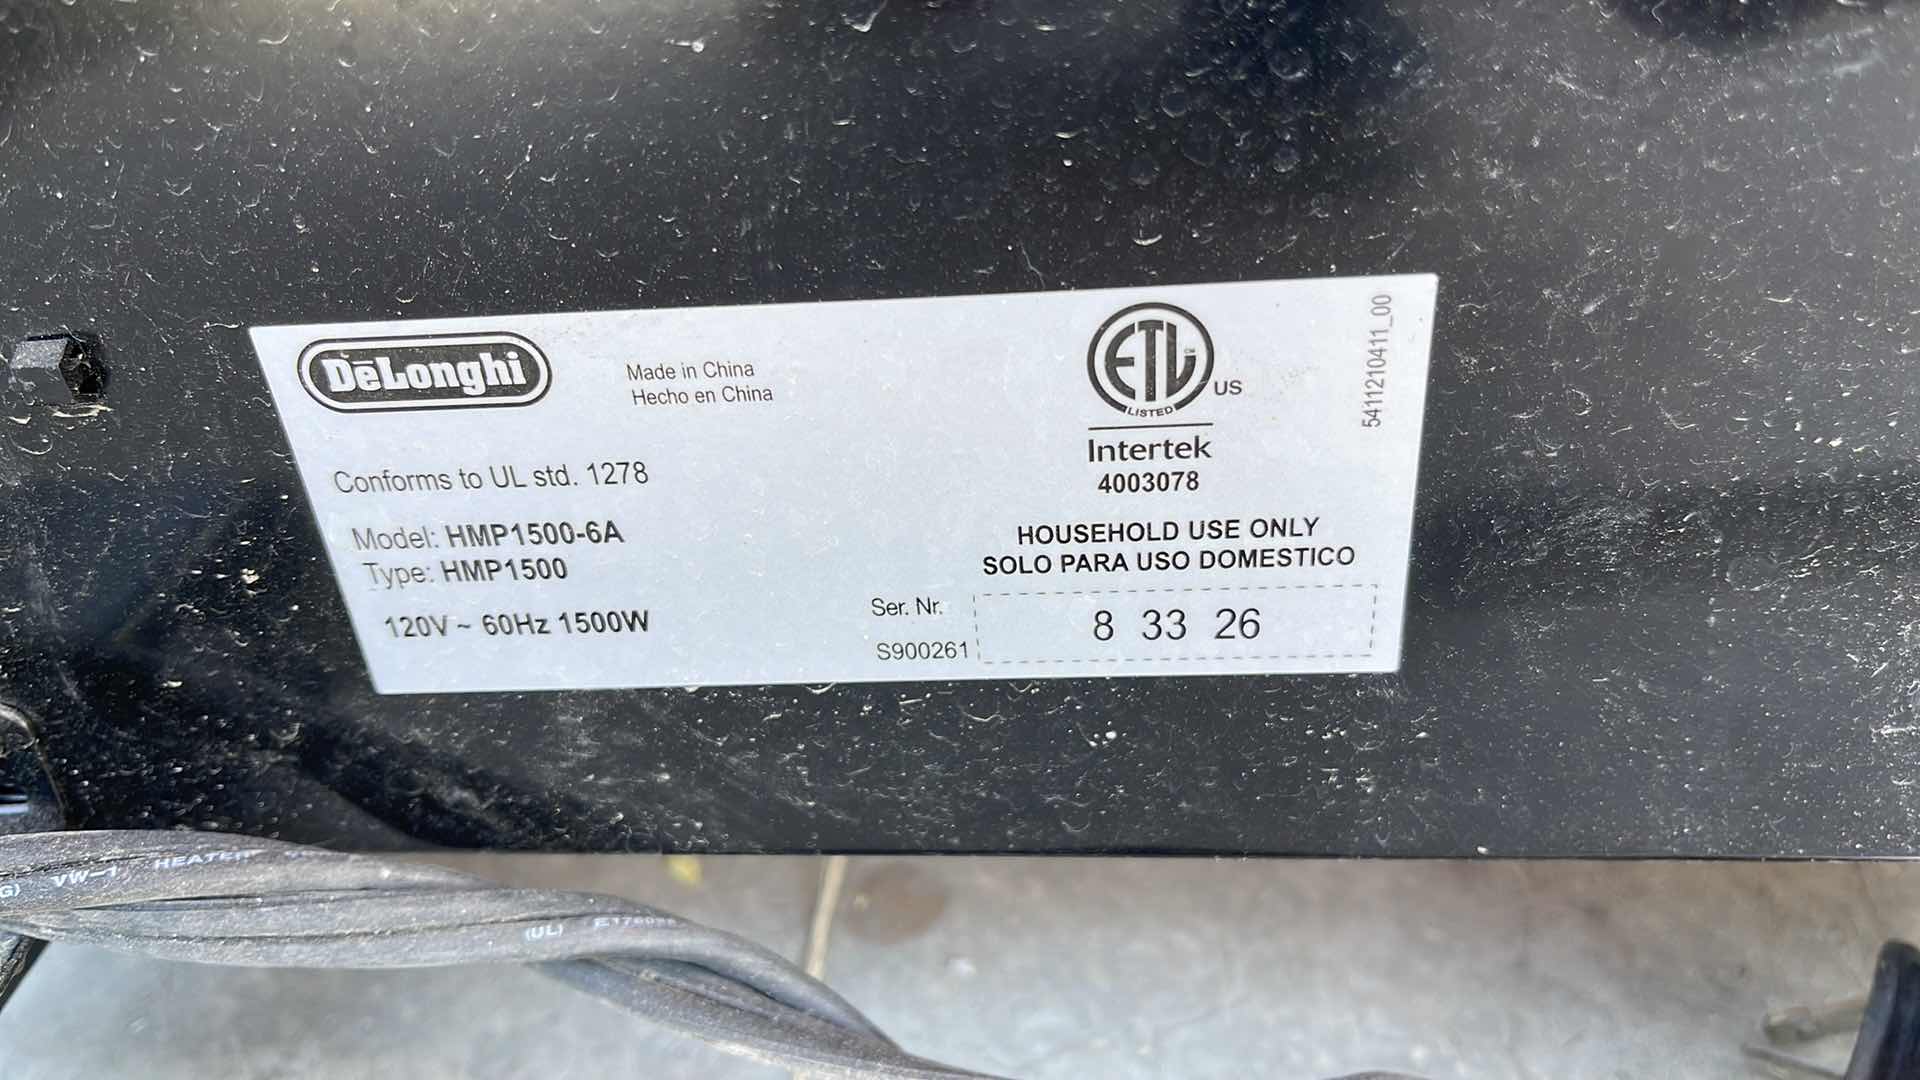 DēLonghi
Made in China
Hecho en China
Conforms to UL std. 1278
Model: HMP1500-6A
Type: HMP1500
120V ~ 60Hz 1500W
ETL CM
LISTED
US
Intertek
4003078
5411210411_00
HOUSEHOLD USE ONLY
SOLO PARA USO DOMESTICO
Ser. Nr.
S900261
8 33 26
G) VW-1 HEATER
(UL)